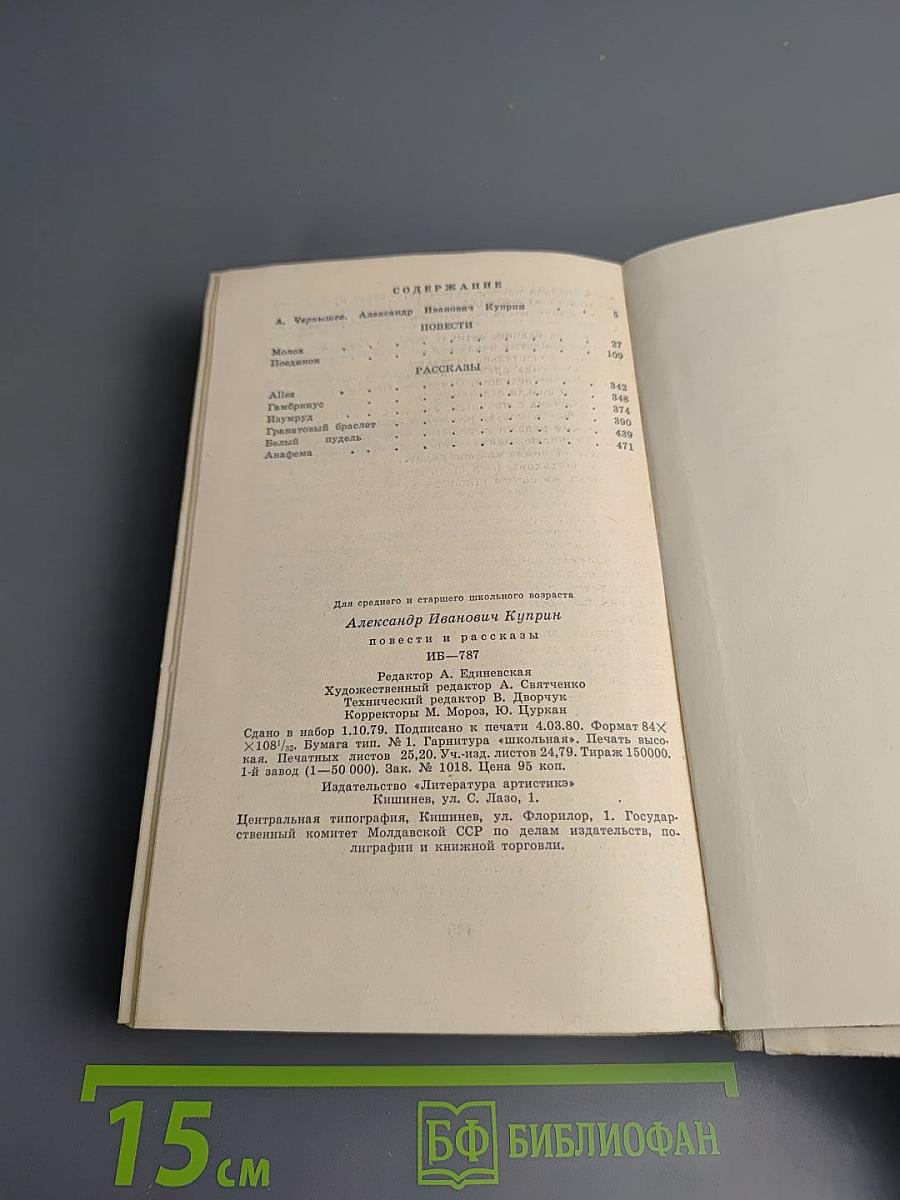 СОДЕРЖАНИЕ
А. Чернышев. Александр Иванович Куприн . . . 5
ПОВЕСТИ
Молох . . . . . . . . . . 27
Поединок . . . . . . . . . . 109
РАССКАЗЫ
Allez . . . . . . . . . . 342
Гамбринус . . . . . . . . . 348
Изумруд . . . . . . . . . . 374
Гранатовый браслет . . . . . . . . 390
Белый пудель . . . . . . . . 439
Анафема . . . . . . . . . 471
Для среднего и старшего школьного возраста
Александр Иванович Куприн
повести и рассказы
ИБ—787
Редактор А. Единевская
Художественный редактор А. Святченко
Технический редактор В. Дворчук
Корректоры М. Мороз, Ю. Цуркан
Сдано в набор 1.10.79. Подписано к печати 4.03.80. Формат 84×
×108¹/₃₂. Бумага тип. № 1. Гарнитура «школьная». Печать высо-
кая. Печатных листов 25,20. Уч.-изд. листов 24,79. Тираж 150000.
1-й завод (1—50 000). Зак. № 1018. Цена 95 коп.
Издательство «Литература артистикэ»
Кишинев, ул. С. Лазо, 1.
Центральная типография, Кишинев, ул. Флорилор, 1. Государ-
ственный комитет Молдавской ССР по делам издательств, по-
лиграфии и книжной торговли.
15 см
БФ БИБЛИОФАН